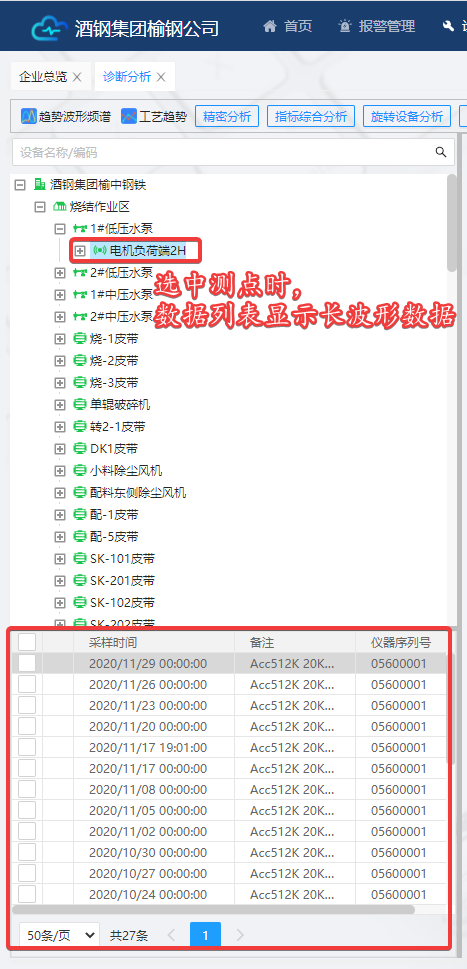 酒钢集团榆钢公司 首页 报警管理
企业总览 诊断分析
趋势波形频谱 工艺趋势 精密分析 指标综合分析 旋转设备分析
设备名称/编码
酒钢集团榆中钢铁
烧结作业区
1#低压水泵
电机负荷端2H
2#低压水泵
1#中压水泵
2#中压水泵
选中测点时，
数据列表显示长波形数据
烧-1皮带
烧-2皮带
烧-3皮带
单辊破碎机
转2-1皮带
DK1皮带
小料除尘风机
配料东侧除尘风机
配-1皮带
配-5皮带
SK-101皮带
SK-201皮带
SK-102皮带
SK-202皮带
采样时间 备注 仪器序列号
2020/11/29 00:00:00 Acc512K 20K... 05600001
2020/11/26 00:00:00 Acc512K 20K... 05600001
2020/11/23 00:00:00 Acc512K 20K... 05600001
2020/11/20 00:00:00 Acc512K 20K... 05600001
2020/11/17 19:01:00 Acc512K 20K... 05600001
2020/11/17 00:00:00 Acc512K 20K... 05600001
2020/11/08 00:00:00 Acc512K 20K... 05600001
2020/11/05 00:00:00 Acc512K 20K... 05600001
2020/11/02 00:00:00 Acc512K 20K... 05600001
2020/10/30 00:00:00 Acc512K 20K... 05600001
2020/10/27 00:00:00 Acc512K 20K... 05600001
2020/10/24 00:00:00 Acc512K 20K... 05600001
50条/页 共27条 1